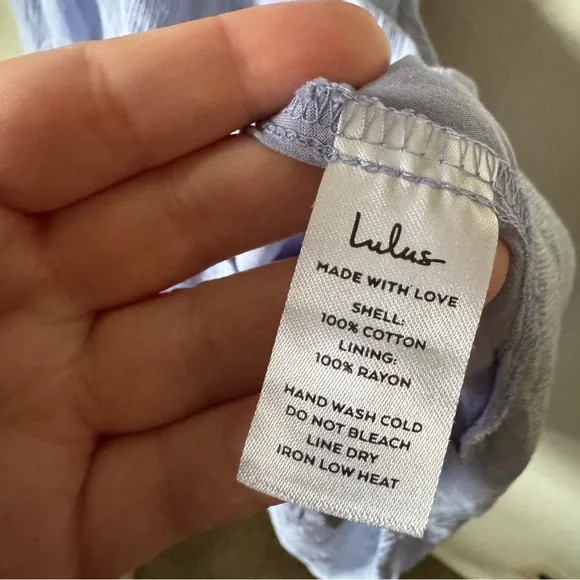 Lulus
MADE WITH LOVE
SHELL:
100% COTTON
LINING:
100% RAYON
HAND WASH COLD
DO NOT BLEACH
LINE DRY
IRON LOW HEAT